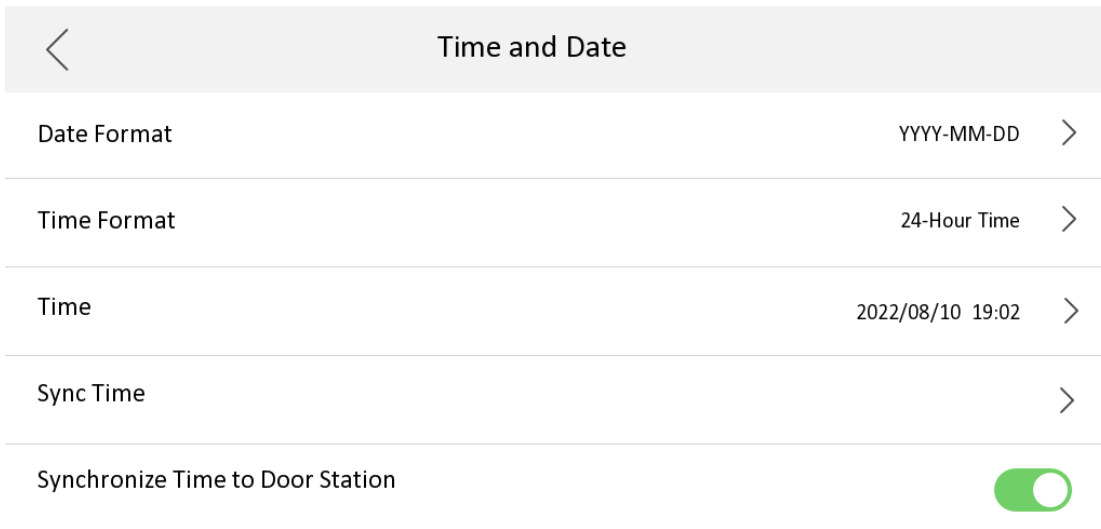 Time and Date
Date Format YYYY-MM-DD
Time Format 24-Hour Time
Time 2022/08/10 19:02
Sync Time
Synchronize Time to Door Station